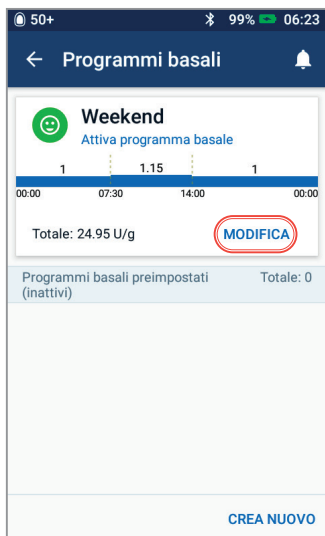 50+ 99% 06:23
Programmi basali
Weekend
Attiva programma basale
1 1.15 1
00:00 07:30 14:00 00:00
Totale: 24.95 U/g MODIFICA
Programmi basali preimpostati Totale: 0
(inattivi)
CREA NUOVO